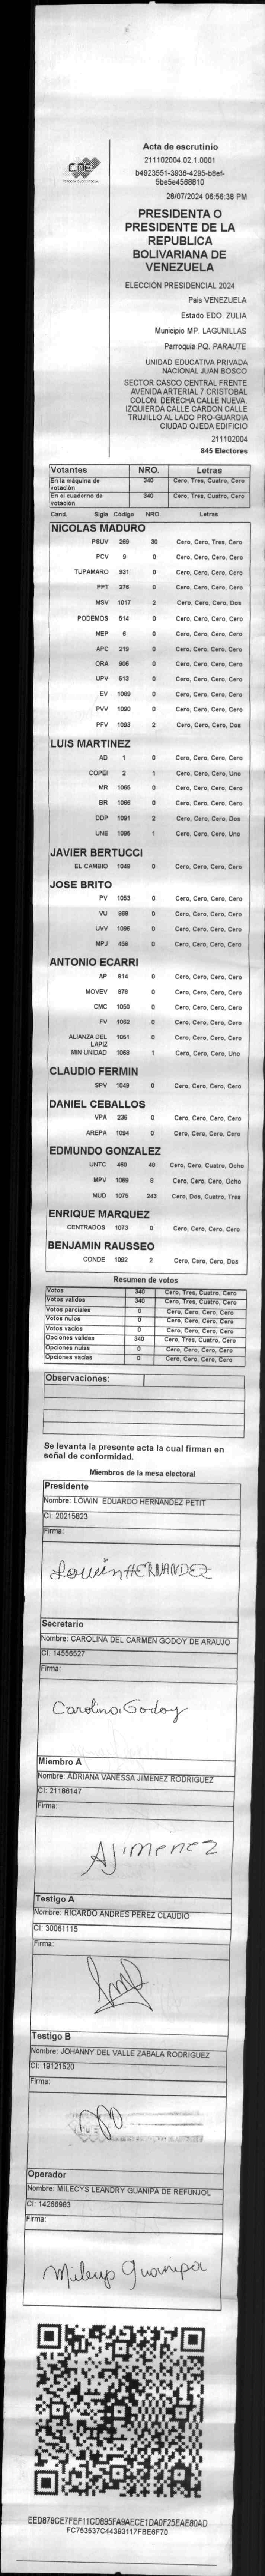 Acta de escrutinio
CNE
211102004.02.1.0001
b4923551-3936-4295-b8ef-
5be5e4568810
28/07/2024 06:56:38 PM
PRESIDENTA O
PRESIDENTE DE LA
REPUBLICA
BOLIVARIANA DE
VENEZUELA
ELECCIÓN PRESIDENCIAL 2024
Pais VENEZUELA
Estado EDO. ZULIA
Municipio MP. LAGUNILLAS
Parroquia PQ. PARAUTE
UNIDAD EDUCATIVA PRIVADA
NACIONAL JUAN BOSCO
SECTOR CASCO CENTRAL FRENTE
AVENIDA ARTERIAL 7 CRISTOBAL
COLON. DERECHA CALLE NUEVA.
IZQUIERDA CALLE CARDON CALLE
TRUJILLO AL LADO PRO-GUARDIA
CIUDAD OJEDA EDIFICIO
211102004
845 Electores
Votantes NRO. Letras
En la máquina de votación 340 Cero, Tres, Cuatro, Cero
En el cuaderno de votación 340 Cero, Tres, Cuatro, Cero
Cand. Sigla Código NRO. Letras
NICOLAS MADURO
PSUV 269 30 Cero, Cero, Tres, Cero
PCV 9 0 Cero, Cero, Cero, Cero
TUPAMARO 931 0 Cero, Cero, Cero, Cero
PPT 276 0 Cero, Cero, Cero, Cero
MSV 1017 2 Cero, Cero, Cero, Dos
PODEMOS 514 0 Cero, Cero, Cero, Cero
MEP 6 0 Cero, Cero, Cero, Cero
APC 219 0 Cero, Cero, Cero, Cero
ORA 906 0 Cero, Cero, Cero, Cero
UPV 613 0 Cero, Cero, Cero, Cero
EV 1089 0 Cero, Cero, Cero, Cero
PVV 1090 0 Cero, Cero, Cero, Cero
PFV 1093 2 Cero, Cero, Cero, Dos
LUIS MARTINEZ
AD 1 0 Cero, Cero, Cero, Cero
COPEI 2 1 Cero, Cero, Cero, Uno
MR 1065 0 Cero, Cero, Cero, Cero
BR 1066 0 Cero, Cero, Cero, Cero
DDP 1091 2 Cero, Cero, Cero, Dos
UNE 1095 1 Cero, Cero, Cero, Uno
JAVIER BERTUCCI
EL CAMBIO 1048 0 Cero, Cero, Cero, Cero
JOSE BRITO
PV 1053 0 Cero, Cero, Cero, Cero
VU 868 0 Cero, Cero, Cero, Cero
UVV 1096 0 Cero, Cero, Cero, Cero
MPJ 456 0 Cero, Cero, Cero, Cero
ANTONIO ECARRI
AP 814 0 Cero, Cero, Cero, Cero
MOVEV 878 0 Cero, Cero, Cero, Cero
CMC 1050 0 Cero, Cero, Cero, Cero
FV 1062 0 Cero, Cero, Cero, Cero
ALIANZA DEL LAPIZ 1061 0 Cero, Cero, Cero, Cero
MIN UNIDAD 1068 1 Cero, Cero, Cero, Uno
CLAUDIO FERMIN
SPV 1049 0 Cero, Cero, Cero, Cero
DANIEL CEBALLOS
VPA 236 0 Cero, Cero, Cero, Cero
AREPA 1094 0 Cero, Cero, Cero, Cero
EDMUNDO GONZALEZ
UNTC 460 48 Cero, Cero, Cuatro, Ocho
MPV 1069 8 Cero, Cero, Cero, Ocho
MUD 1075 243 Cero, Dos, Cuatro, Tres
ENRIQUE MARQUEZ
CENTRADOS 1073 0 Cero, Cero, Cero, Cero
BENJAMIN RAUSSEO
CONDE 1092 2 Cero, Cero, Cero, Dos
Resumen de votos
Votos 340 Cero, Tres, Cuatro, Cero
Votos validos 340 Cero, Tres, Cuatro, Cero
Votos parciales 0 Cero, Cero, Cero, Cero
Votos nulos 0 Cero, Cero, Cero, Cero
Votos vacios 0 Cero, Cero, Cero, Cero
Opciones validas 340 Cero, Tres, Cuatro, Cero
Opciones nulas 0 Cero, Cero, Cero, Cero
Opciones vacias 0 Cero, Cero, Cero, Cero
Observaciones:
Se levanta la presente acta la cual firman en
señal de conformidad.
Miembros de la mesa electoral
Presidente
Nombre: LOWIN EDUARDO HERNANDEZ PETIT
CI: 20215823
Firma:
Lowin HERNANDEZ
Secretario
Nombre: CAROLINA DEL CARMEN GODOY DE ARAUJO
CI: 14556527
Firma:
Carolina Godoy
Miembro A
Nombre: ADRIANA VANESSA JIMENEZ RODRIGUEZ
CI: 21186147
Firma:
AJimenez
Testigo A
Nombre: RICARDO ANDRES PEREZ CLAUDIO
CI: 30061115
Firma:
Testigo B
Nombre: JOHANNY DEL VALLE ZABALA RODRIGUEZ
CI: 19121520
Firma:
Operador
Nombre: MILECYS LEANDRY GUANIPA DE REFUNJOL
CI: 14266983
Firma:
Milecys Guanipa
EED879CE7FEF11CD895FA9AECE1DA0F25EAE80AD
FC753537C44393117FBE6F70